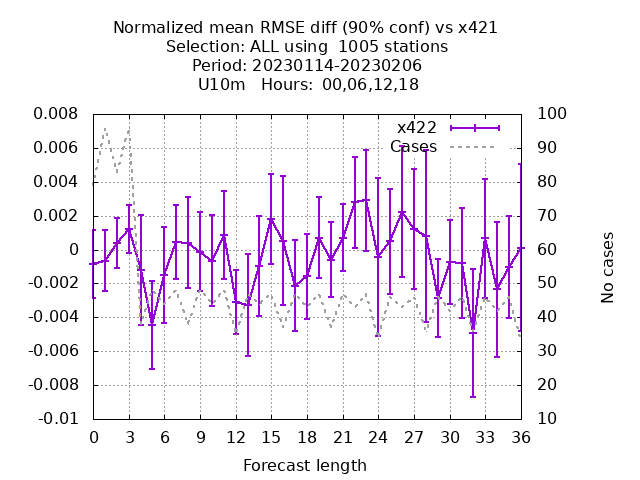 Normalized mean RMSE diff (90% conf) vs x421
Selection: ALL using  1005 stations
Period: 20230114-20230206
U10m   Hours:  00,06,12,18
0.008
0.006
0.004
0.002
0
-0.002
-0.004
-0.006
-0.008
-0.01
x422
Cases
100
90
80
70
60
50
40
30
20
10
No cases
0 3 6 9 12 15 18 21 24 27 30 33 36
Forecast length